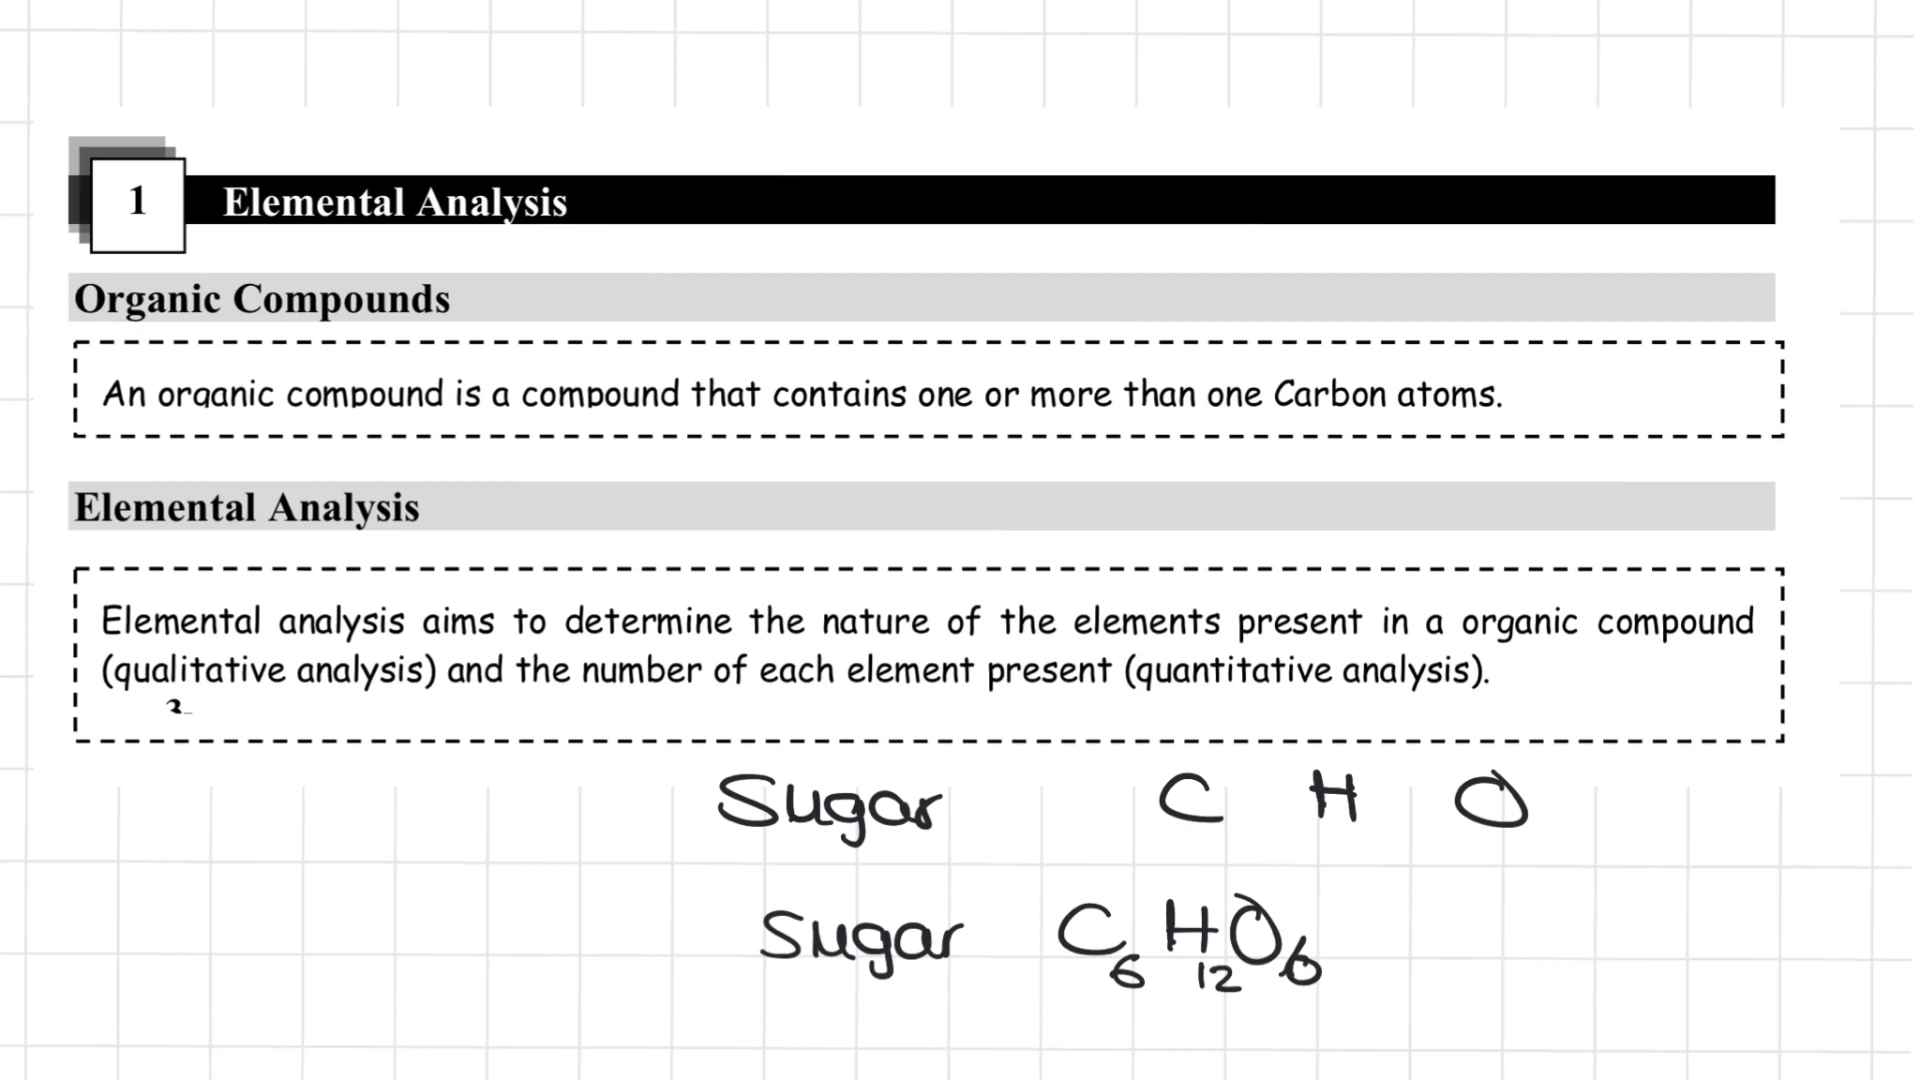 1 Elemental Analysis
Organic Compounds
An organic compound is a compound that contains one or more than one Carbon atoms.
Elemental Analysis
Elemental analysis aims to determine the nature of the elements present in a organic compound
(qualitative analysis) and the number of each element present (quantitative analysis).
Sugar C H O
Sugar C₆H₁₂O₆